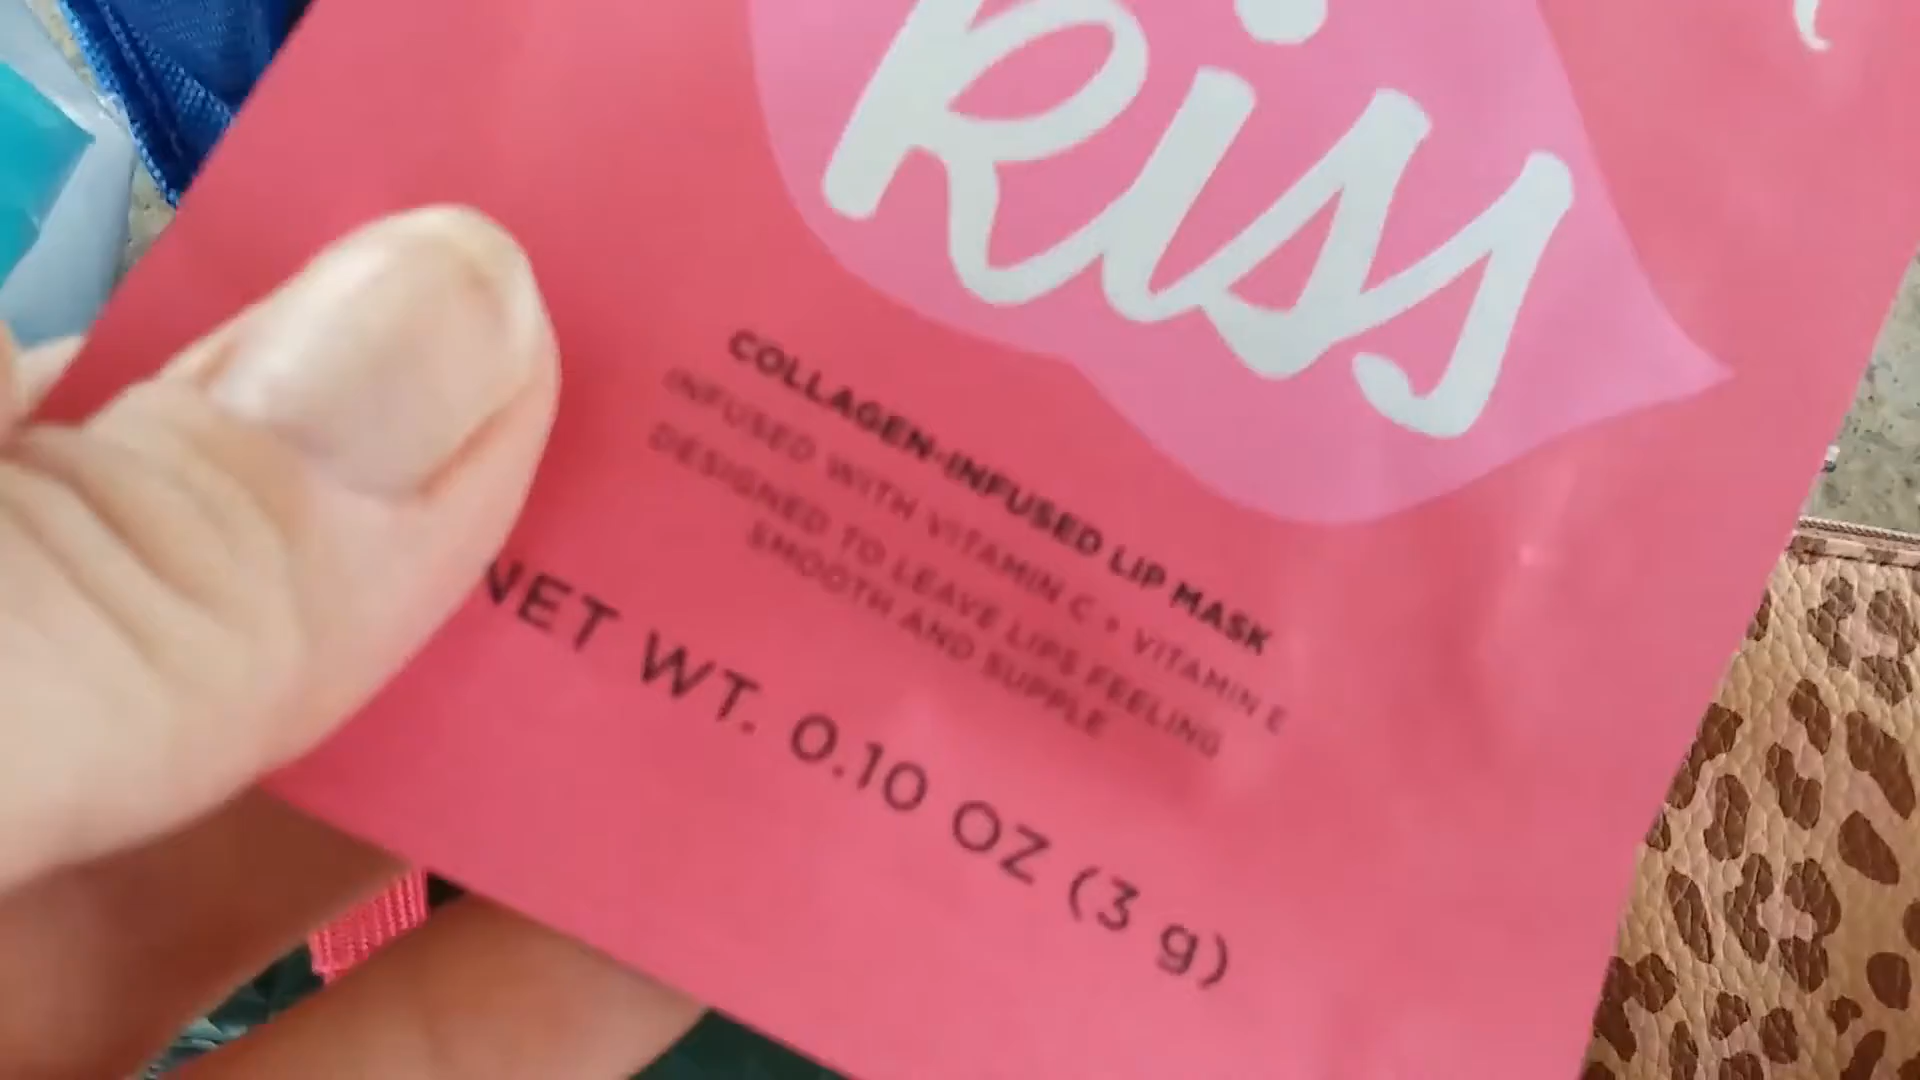 kiss
COLLAGEN-INFUSED LIP MASK
INFUSED WITH VITAMIN C + VITAMIN E
DESIGNED TO LEAVE LIPS FEELING
SMOOTH AND SUPPLE
NET WT. 0.10 OZ (3 g)